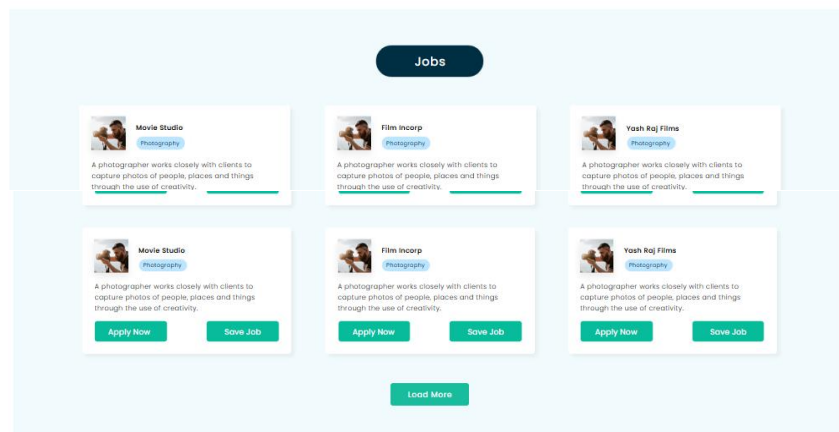 Jobs
Movie Studio
Photography
A photographer works closely with clients to
capture photos of people, places and things
through the use of creativity.
Film Incorp
Photography
A photographer works closely with clients to
capture photos of people, places and things
through the use of creativity.
Yash Raj Films
Photography
A photographer works closely with clients to
capture photos of people, places and things
through the use of creativity.
Movie Studio
Photography
A photographer works closely with clients to
capture photos of people, places and things
through the use of creativity.
Apply Now
Save Job
Film Incorp
Photography
A photographer works closely with clients to
capture photos of people, places and things
through the use of creativity.
Apply Now
Save Job
Yash Raj Films
Photography
A photographer works closely with clients to
capture photos of people, places and things
through the use of creativity.
Apply Now
Save Job
Load More